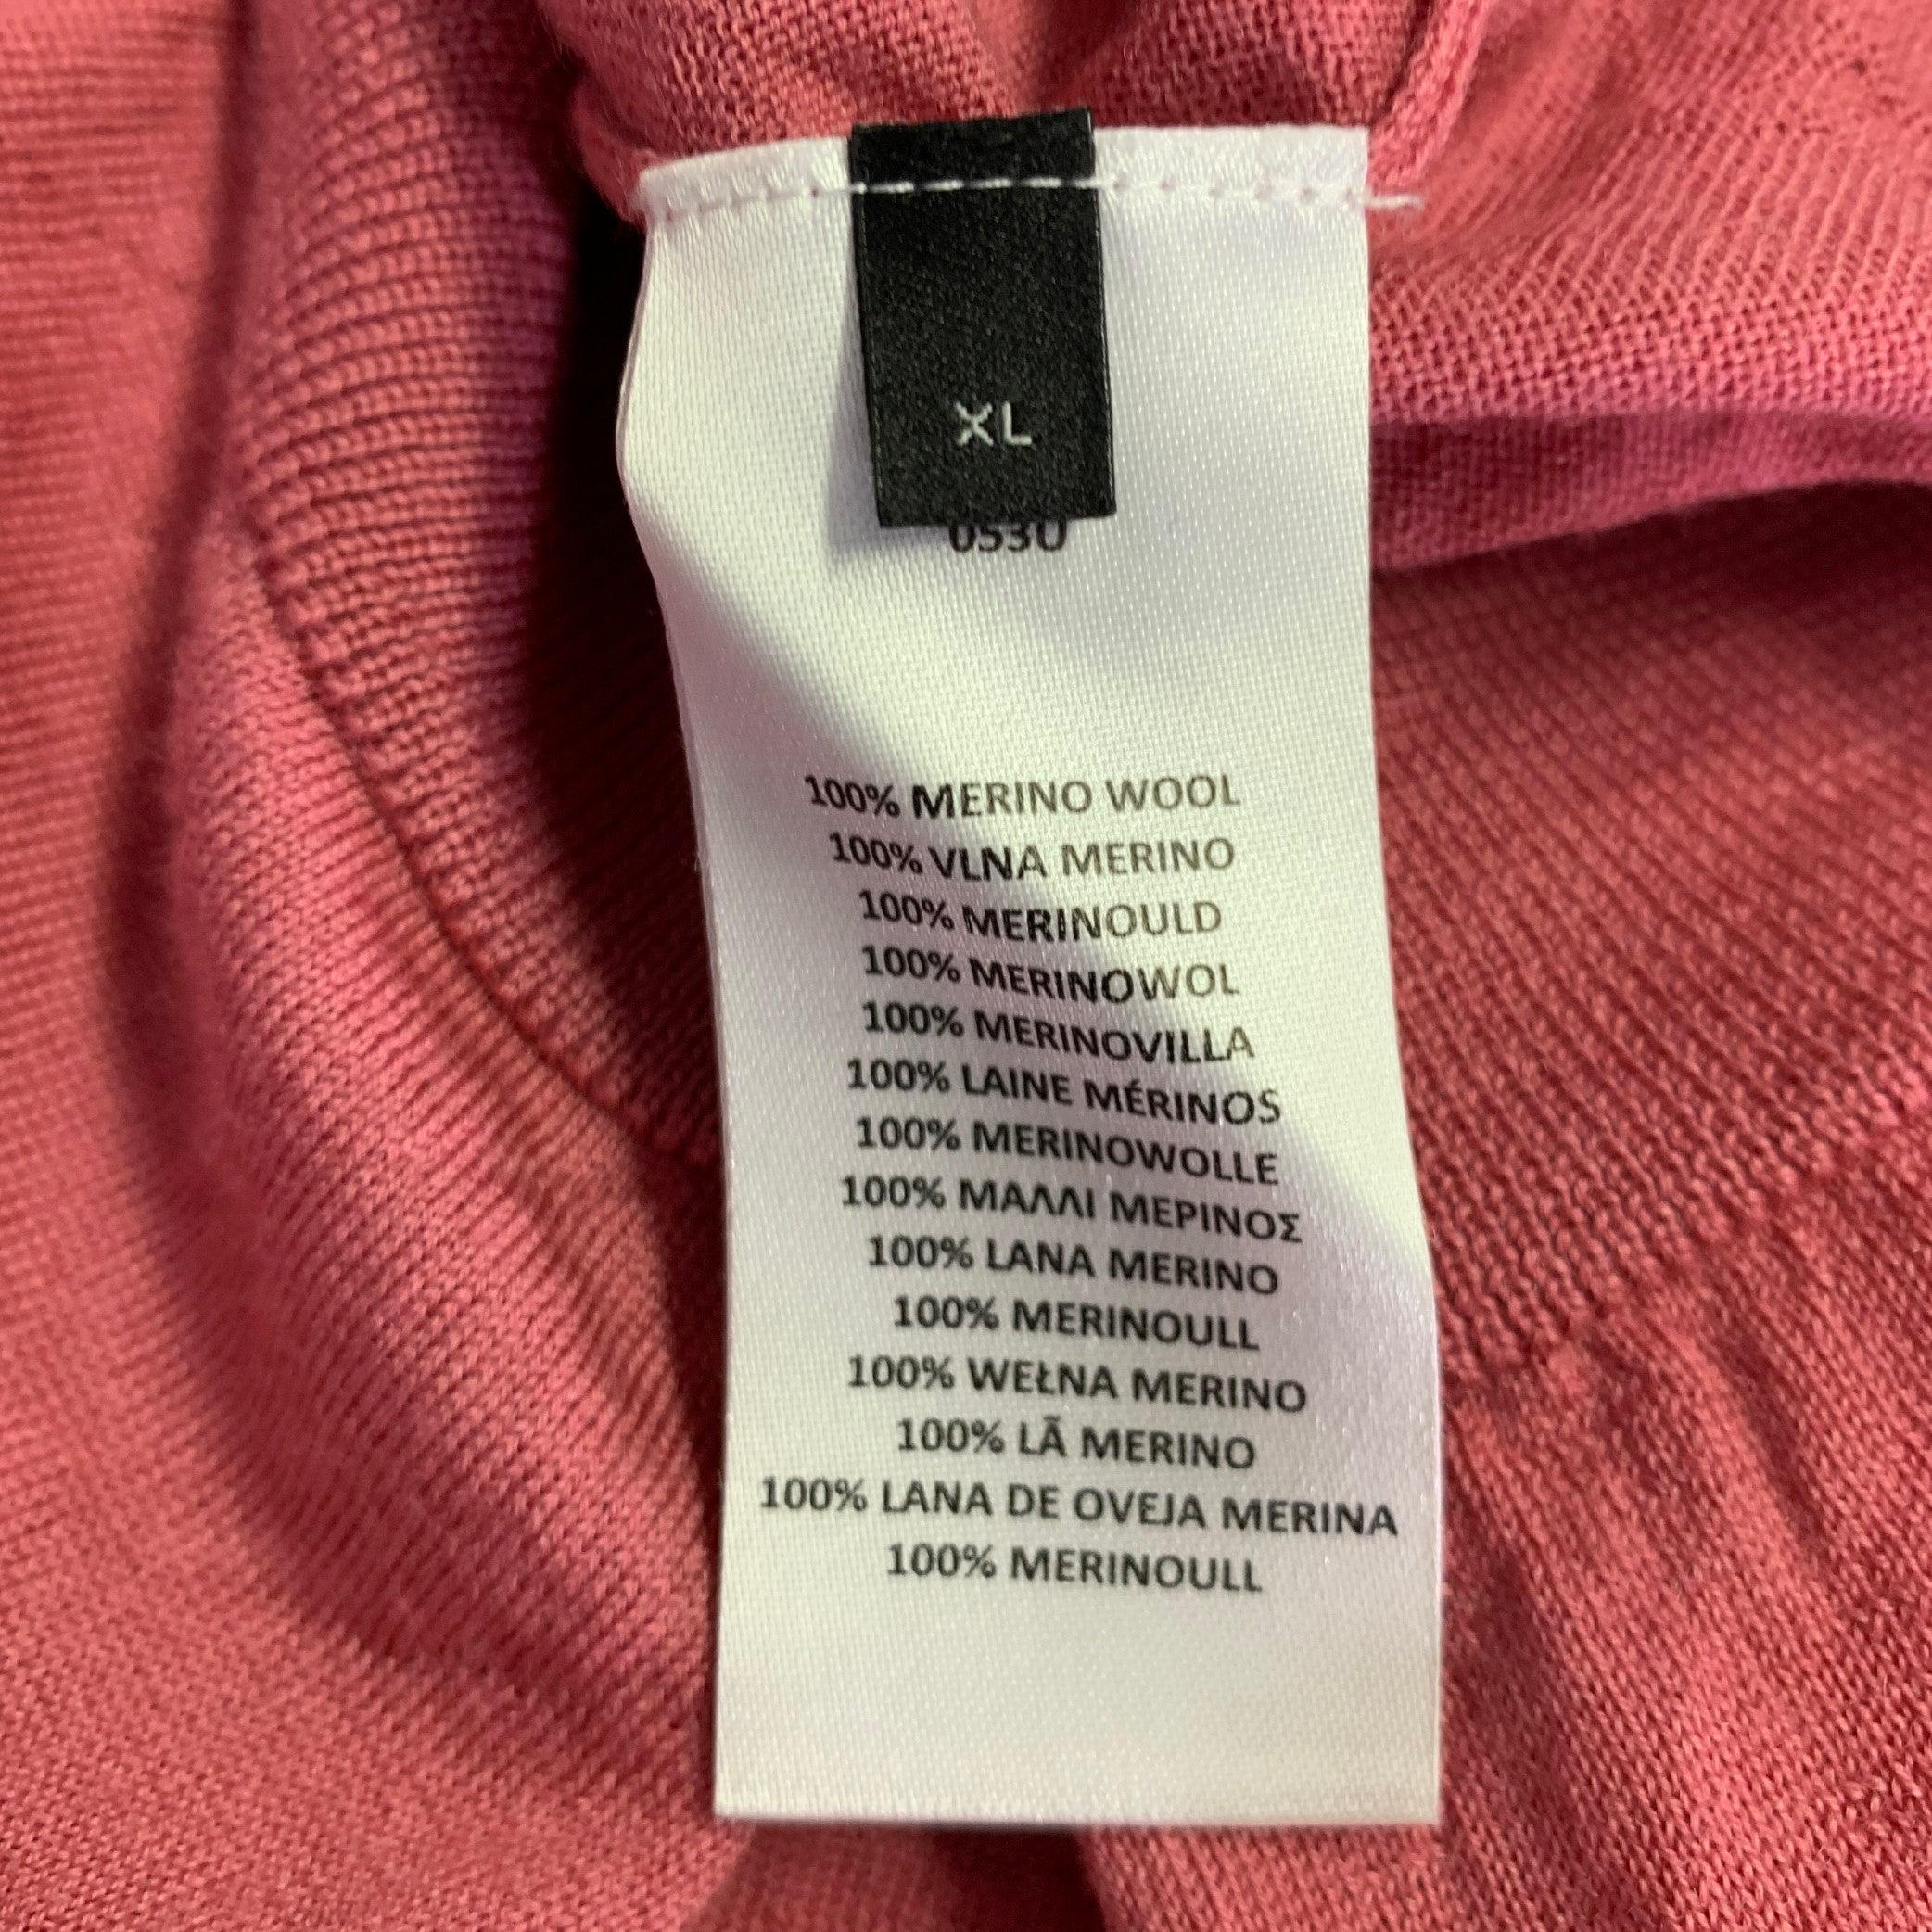 XL
053U
100% MERINO WOOL
100% VLNA MERINO
100% MERINOULD
100% MERINOWOL
100% MERINOVILLA
100% LAINE MÉRINOS
100% MERINOWOLLE
100% ΜΑΛΛΙ ΜΕΡΙΝΟΣ
100% LANA MERINO
100% MERINOULL
100% WEŁNA MERINO
100% LÃ MERINO
100% LANA DE OVEJA MERINA
100% MERINOULL